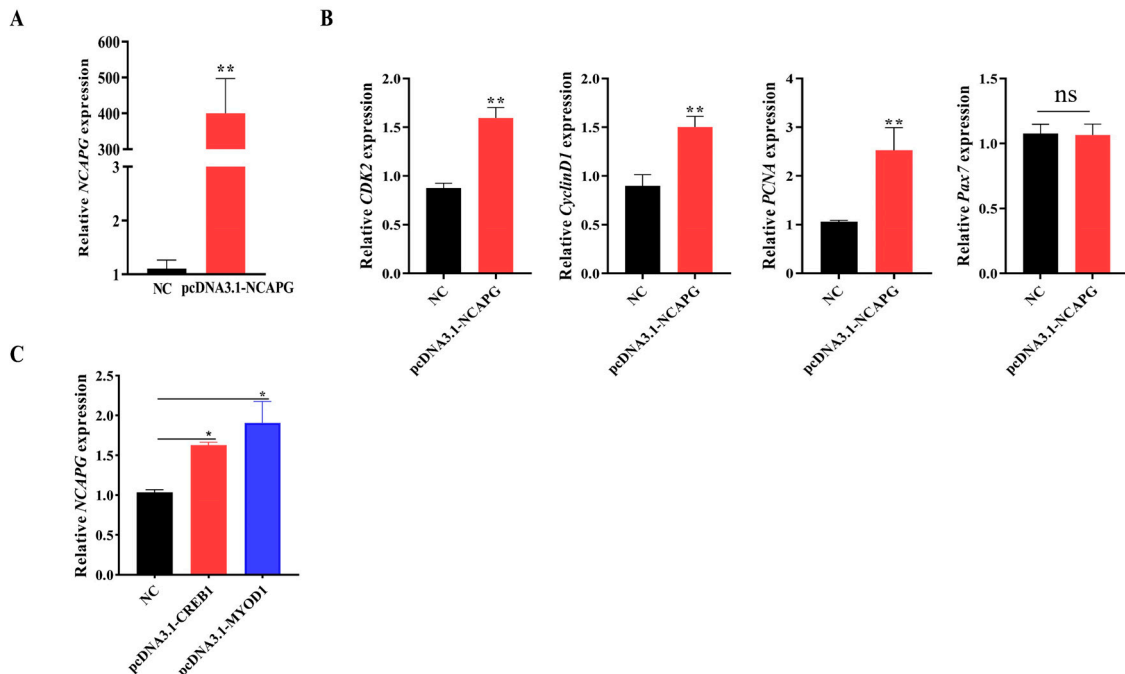 A
Relative NCAPG expression
600
500
400
300
3
2
1
**
NC
pcDNA3.1-NCAPG
B
Relative CDK2 expression
2.0
1.5
1.0
0.5
0.0
**
NC
pcDNA3.1-NCAPG
Relative CyclinD1 expression
2.0
1.5
1.0
0.5
0.0
**
NC
pcDNA3.1-NCAPG
Relative PCNA expression
4
3
2
1
0
**
NC
pcDNA3.1-NCAPG
Relative Pax7 expression
1.5
1.0
0.5
0.0
ns
NC
pcDNA3.1-NCAPG
C
Relative NCAPG expression
2.5
2.0
1.5
1.0
0.5
0.0
*
*
NC
pcDNA3.1-CREB1
pcDNA3.1-MYOD1